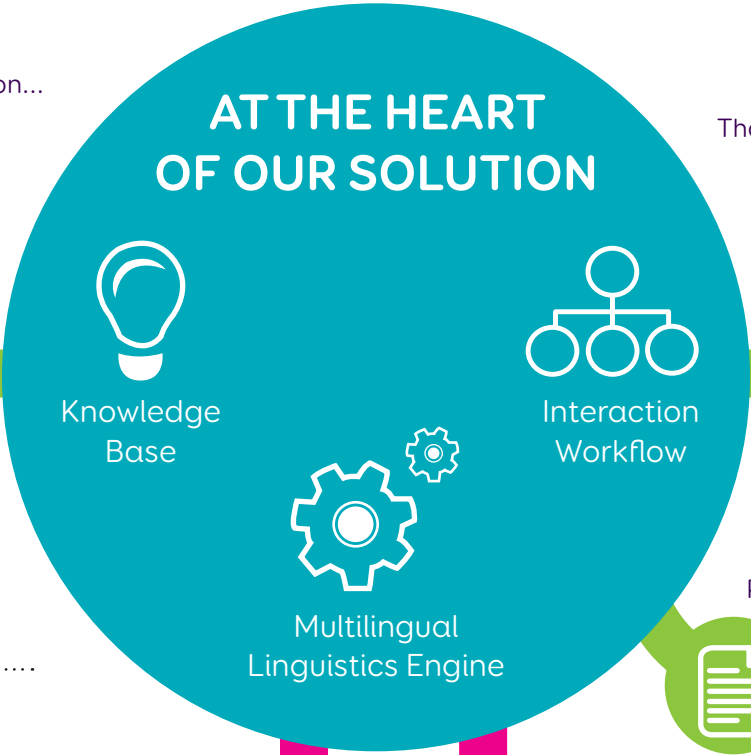 AT THE HEART
OF OUR SOLUTION
Knowledge
Base
Interaction
Workflow
Multilingual
Linguistics Engine